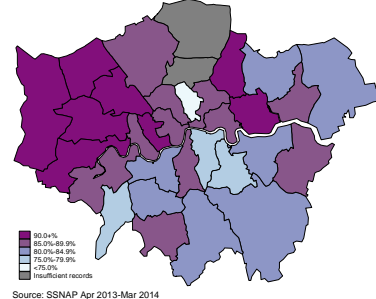 90.0+%
85.0%-89.9%
80.0%-84.9%
75.0%-79.9%
<75.0%
Insufficient records
Source: SSNAP Apr 2013-Mar 2014